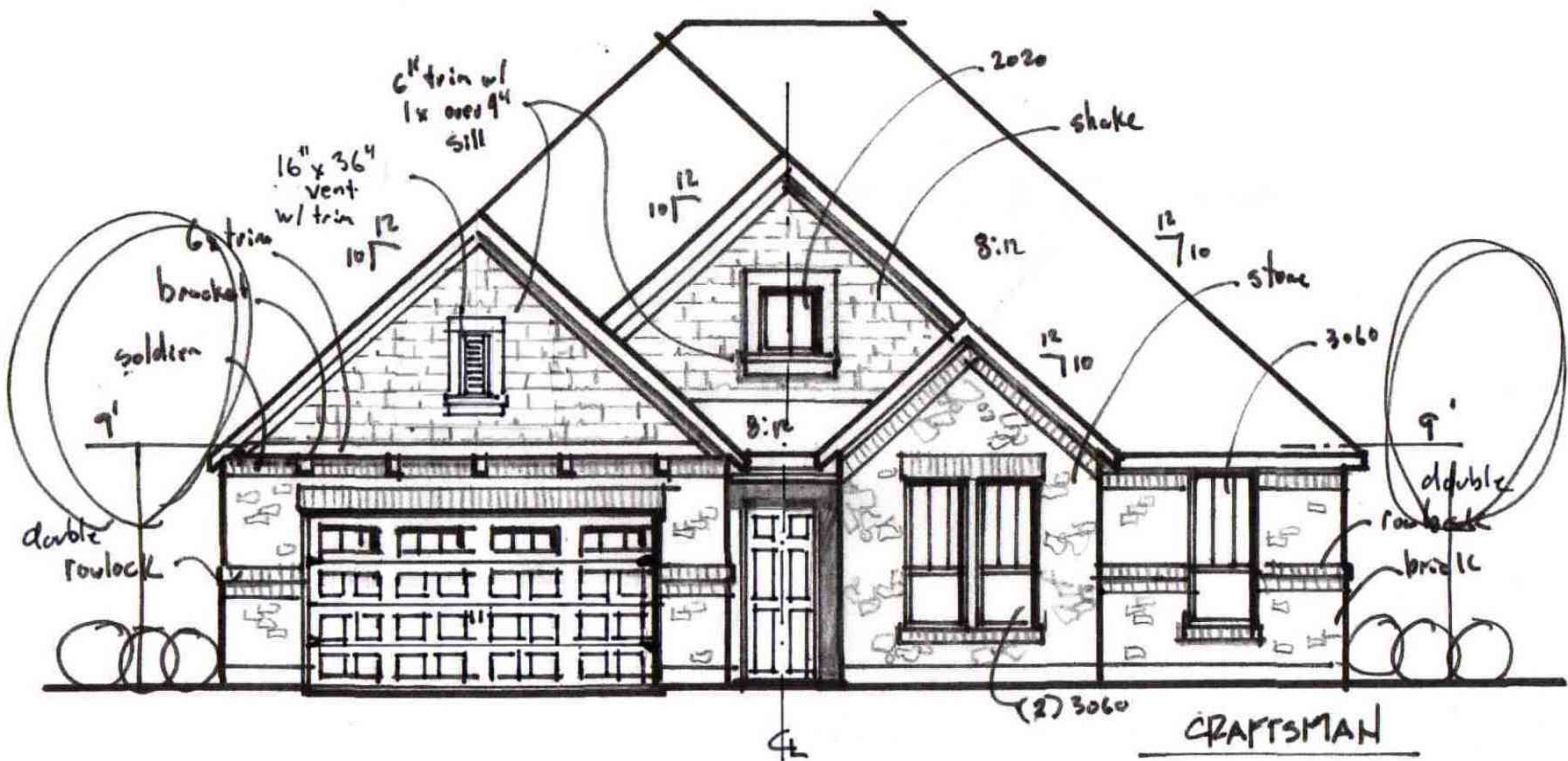 6" trim w/
1x over 4"
sill
2020
shake
16" x 36"
vent
w/ trim
12
10
12
10
8:12
12
10
6x trim
bracket
stone
soldier
12
10
3060
9'
8:12
9'
double
rowlock
double
rowlock
brick
(2) 3060
CL
CRAFTSMAN